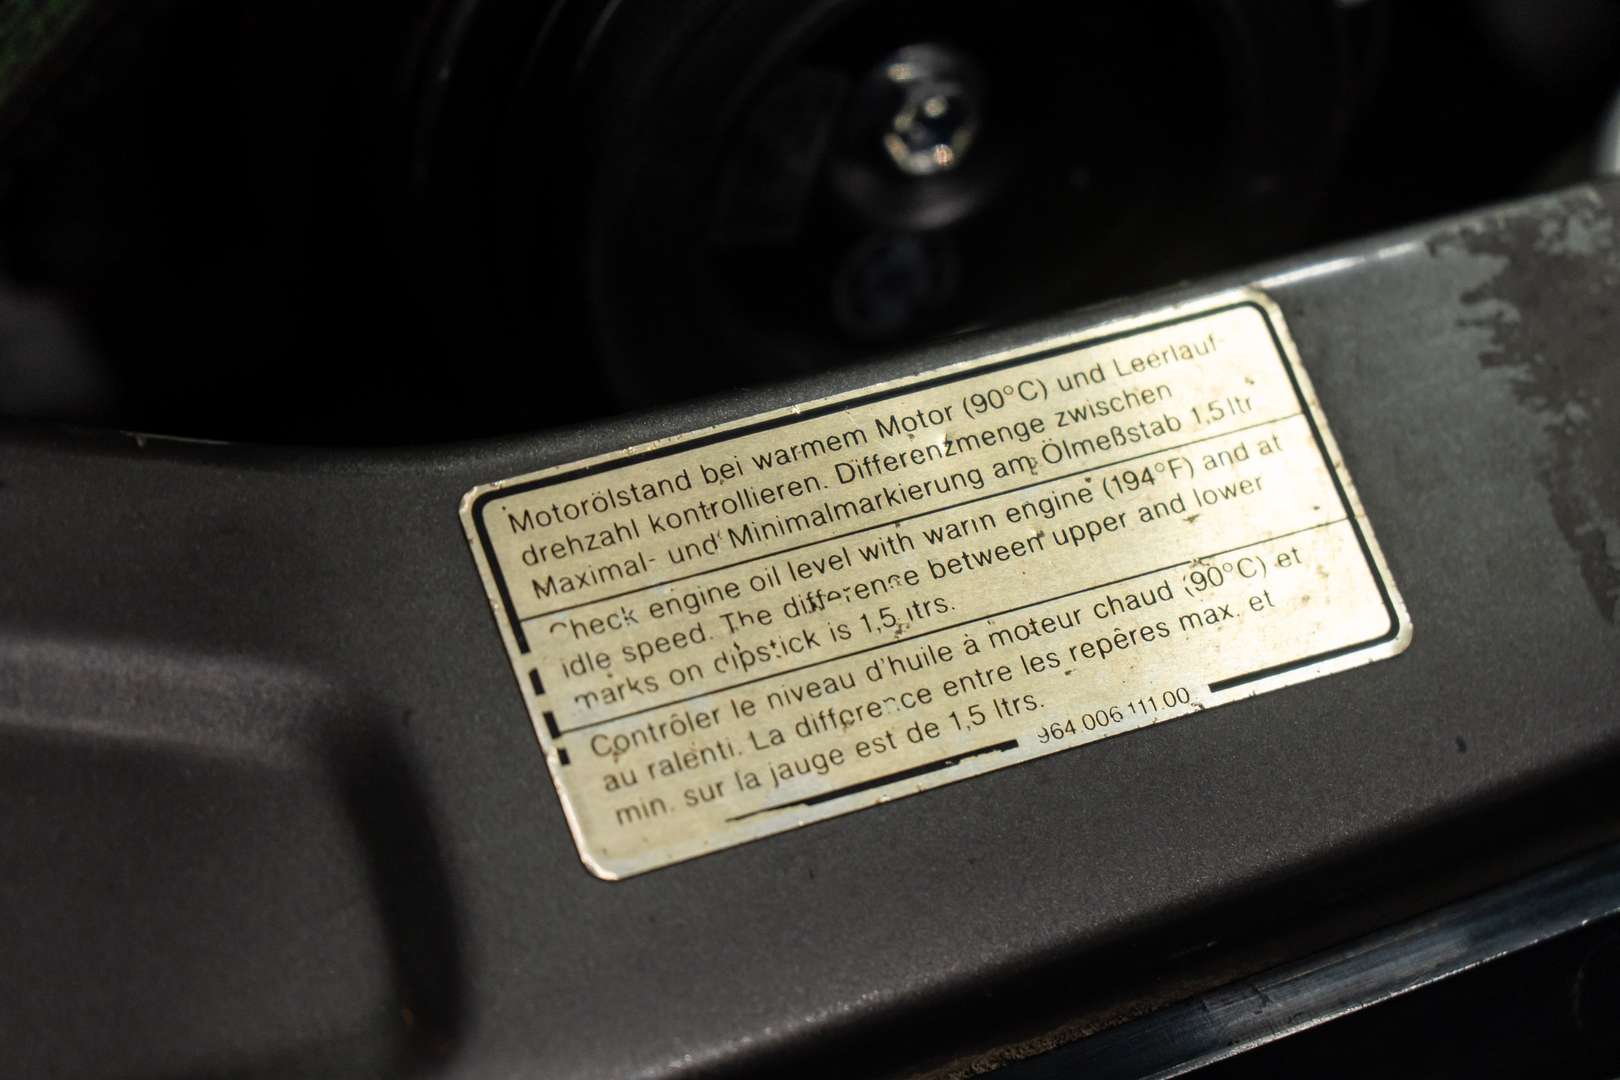 Motorölstand bei warmem Motor (90°C) und Leerlauf-
drehzahl kontrollieren. Differenzmenge zwischen
Maximal- und Minimalmarkierung am Ölmeßstab 1,5 ltr
Check engine oil level with warm engine (194°F) and at
idle speed. The difference between upper and lower
marks on dipstick is 1,5 ltrs.
Contrôler le niveau d'huile à moteur chaud (90°C) et
au ralenti. La différence entre les repères max. et
min. sur la jauge est de 1,5 ltrs.
964.006.111.00